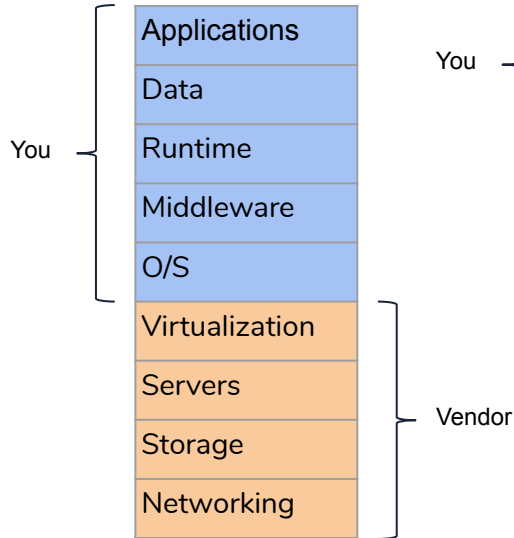 Applications
You
Data
You
Runtime
Middleware
O/S
Virtualization
Servers
Vendor
Storage
Networking